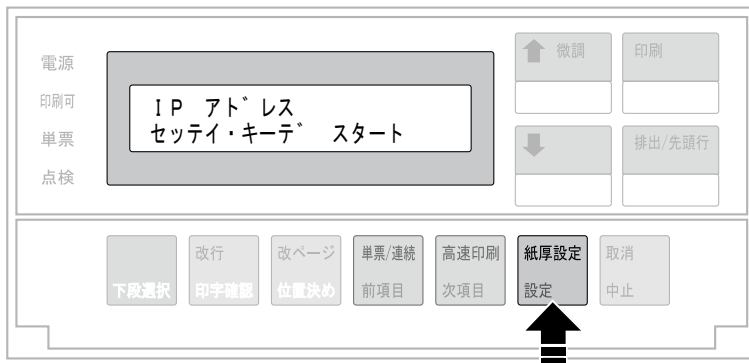 電源
印刷可
単票
点検
IP アト゛レス
セッテイ・キーテ゛ スタート
微調
印刷
排出/先頭行
下段選択
改行
印字確認
改ページ
位置決め
単票/連続
前項目
高速印刷
次項目
紙厚設定
設定
取消
中止